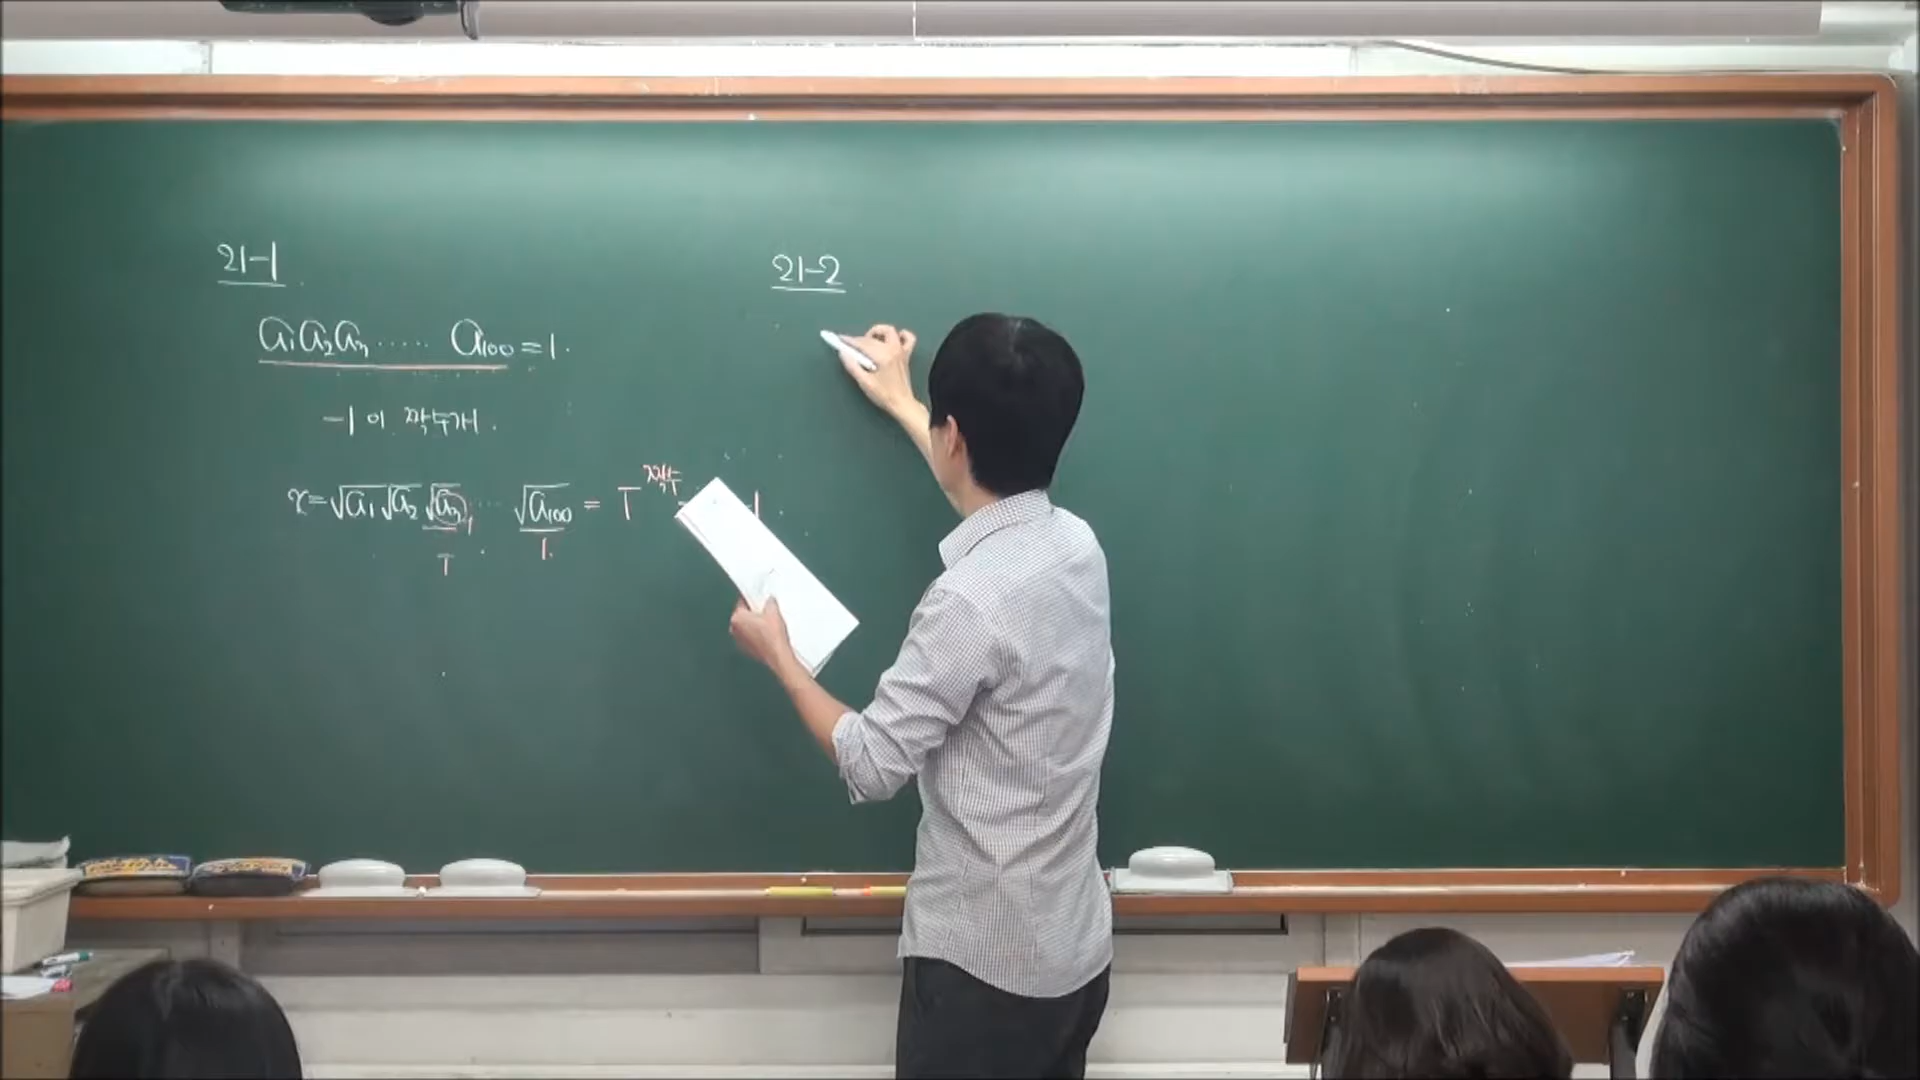 21-1
a₁a₂a₃ ····· a₁₀₀ = 1.
-1 이 짝수개.
x = √a₁ √a₂ √a₃ ··· √a₁₀₀ = i
i 1.
21-2